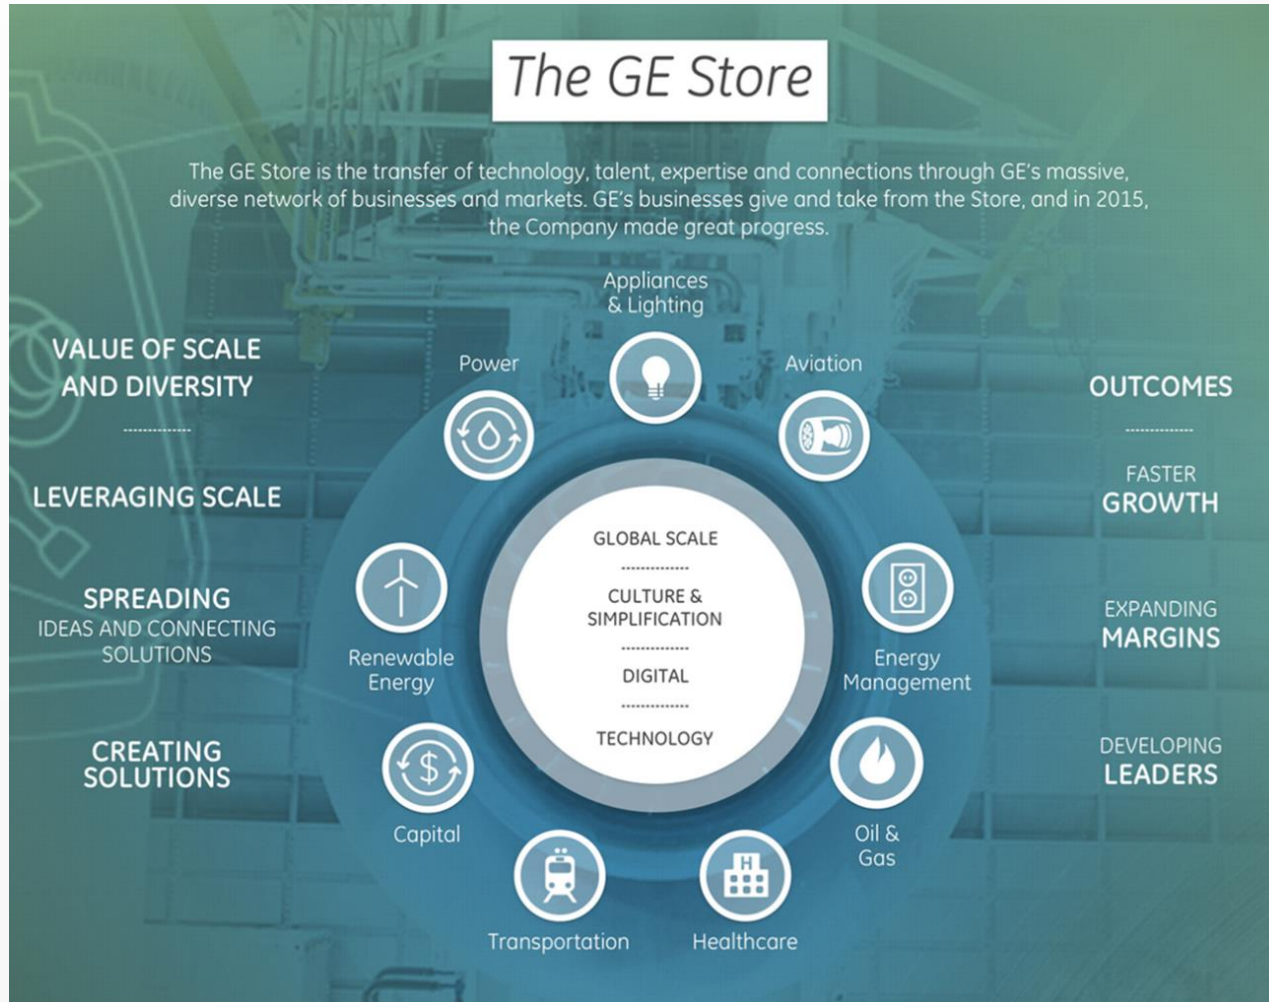 The GE Store
The GE Store is the transfer of technology, talent, expertise and connections through GE’s massive,
diverse network of businesses and markets. GE’s businesses give and take from the Store, and in 2015,
the Company made great progress.
VALUE OF SCALE
AND DIVERSITY
LEVERAGING SCALE
SPREADING
IDEAS AND CONNECTING
SOLUTIONS
CREATING
SOLUTIONS
Appliances
& Lighting
Power
Aviation
Renewable
Energy
Energy
Management
Capital
Oil &
Gas
Transportation
Healthcare
H
$
GLOBAL SCALE
CULTURE &
SIMPLIFICATION
DIGITAL
TECHNOLOGY
OUTCOMES
FASTER
GROWTH
EXPANDING
MARGINS
DEVELOPING
LEADERS